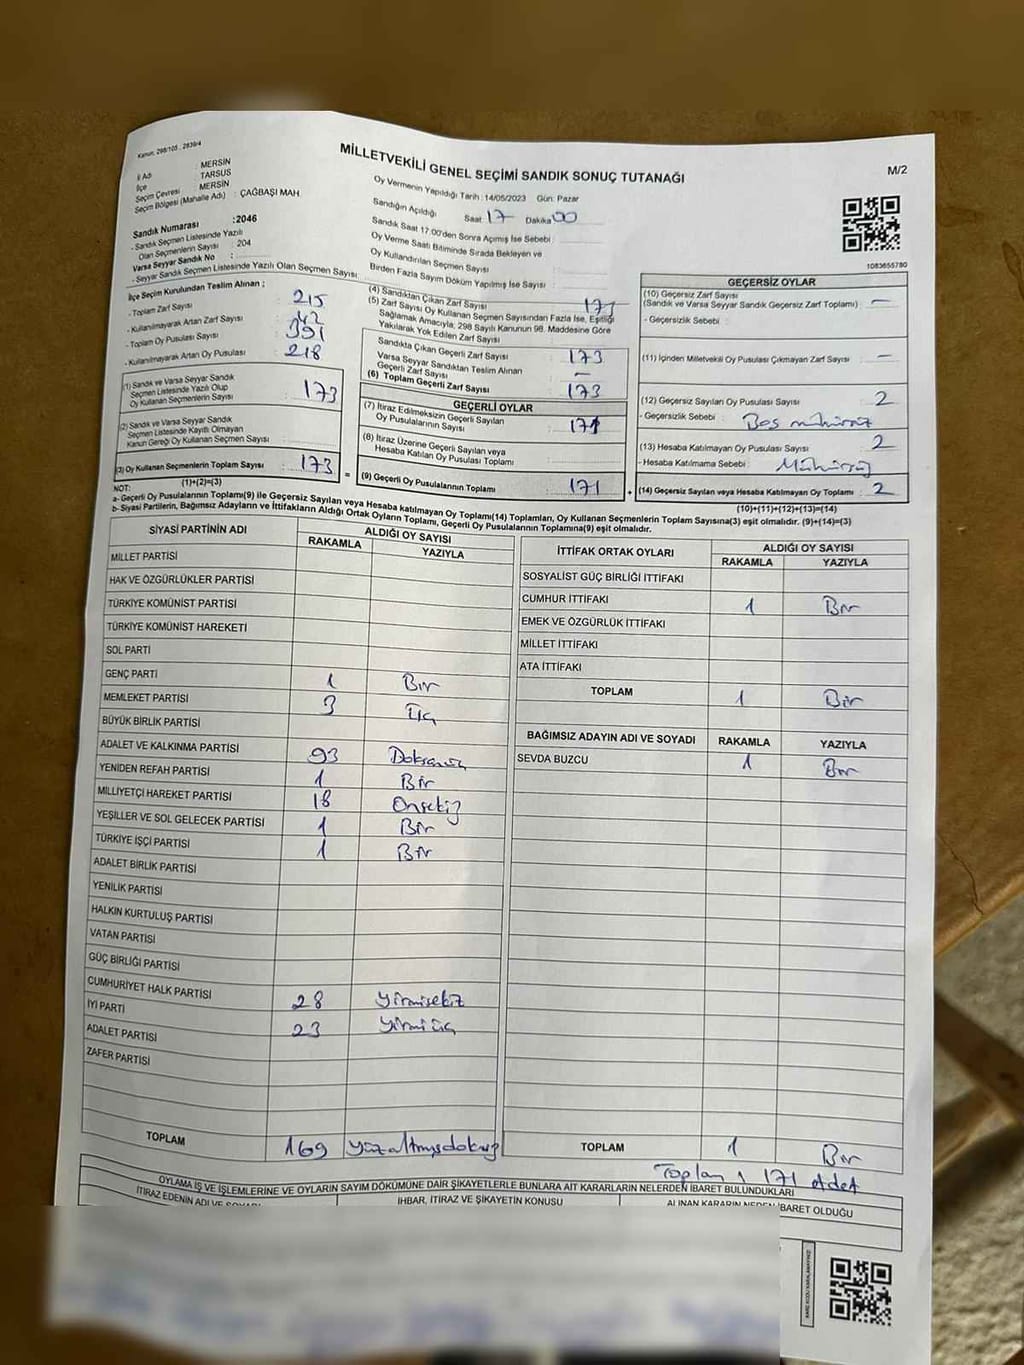 Kanun: 298/105 , 2839/4
MİLLETVEKİLİ GENEL SEÇİMİ SANDIK SONUÇ TUTANAĞI
M/2
İl Adı : MERSİN
İlçe : TARSUS
Seçim Çevresi : MERSİN
Seçim Bölgesi (Mahalle Adı) : ÇAĞBAŞI MAH.
Sandık Numarası :2046
- Sandık Seçmen Listesinde Yazılı
Olan Seçmenlerin Sayısı : 204
Varsa Seyyar Sandık No :
- Seyyar Sandık Seçmen Listesinde Yazılı Olan Seçmen Sayısı:
Oy Vermenin Yapıldığı Tarih :14/05/2023 Gün: Pazar
Sandığın Açıldığı Saat 17 Dakika 00
Sandık Saat 17:00'den Sonra Açılmış İse Sebebi :
Oy Verme Saati Bitiminde Sırada Bekleyen ve
Oy Kullandırılan Seçmen Sayısı
Birden Fazla Sayım Döküm Yapılmış İse Sayısı :
1083655780
İlçe Seçim Kurulundan Teslim Alınan ;
- Toplam Zarf Sayısı : 215
- Kullanılmayarak Artan Zarf Sayısı : 42
- Toplam Oy Pusulası Sayısı : 391
- Kullanılmayarak Artan Oy Pusulası : 218
(1) Sandık ve Varsa Seyyar Sandık
Seçmen Listesinde Yazılı Olup
Oy Kullanan Seçmenlerin Sayısı : 173
(2) Sandık ve Varsa Seyyar Sandık
Seçmen Listesinde Kayıtlı Olmayan
Kanun Gereği Oy Kullanan Seçmen Sayısı :
(3) Oy Kullanan Seçmenlerin Toplam Sayısı : 173
(1)+(2)=(3)
(4) Sandıktan Çıkan Zarf Sayısı : 173
(5) Zarf Sayısı Oy Kullanan Seçmen Sayısından Fazla İse, Eşitliği
Sağlamak Amacıyla; 298 Sayılı Kanunun 98. Maddesine Göre
Yakılarak Yok Edilen Zarf Sayısı :
Sandıkta Çıkan Geçerli Zarf Sayısı : 173
Varsa Seyyar Sandıktan Teslim Alınan
Geçerli Zarf Sayısı : -
(6) Toplam Geçerli Zarf Sayısı : 173
GEÇERLİ OYLAR
(7) İtiraz Edilmeksizin Geçerli Sayılan
Oy Pusulalarının Sayısı : 171
(8) İtiraz Üzerine Geçerli Sayılan veya
Hesaba Katılan Oy Pusulası Toplamı :
(9) Geçerli Oy Pusulalarının Toplamı : 171
GEÇERSİZ OYLAR
(10) Geçersiz Zarf Sayısı
(Sandık ve Varsa Seyyar Sandık Geçersiz Zarf Toplamı) : -
- Geçersizlik Sebebi :
(11) İçinden Milletvekili Oy Pusulası Çıkmayan Zarf Sayısı : -
(12) Geçersiz Sayılan Oy Pusulası Sayısı : 2
- Geçersizlik Sebebi : Boş mühürsüz
(13) Hesaba Katılmayan Oy Pusulası Sayısı : 2
- Hesaba Katılmama Sebebi : Mühürsüz
(14) Geçersiz Sayılan veya Hesaba Katılmayan Oy Toplamı : 2
(10)+(11)+(12)+(13)=(14)
NOT:
a- Geçerli Oy Pusulalarının Toplamı(9) ile Geçersiz Sayılan veya Hesaba Katılmayan Oy Toplamı(14) Toplamları, Oy Kullanan Seçmenlerin Toplam Sayısına(3) eşit olmalıdır. (9)+(14)=(3)
b- Siyasi Partilerin, Bağımsız Adayların ve İttifakların Aldığı Ortak Oyların Toplamı, Geçerli Oy Pusulalarının Toplamına(9) eşit olmalıdır.
SİYASİ PARTİNİN ADI ALDIĞI OY SAYISI
RAKAMLA YAZIYLA
MİLLET PARTİSİ
HAK VE ÖZGÜRLÜKLER PARTİSİ
TÜRKİYE KOMÜNİST PARTİSİ
TÜRKİYE KOMÜNİST HAREKETİ
SOL PARTİ
GENÇ PARTİ 1 Bir
MEMLEKET PARTİSİ 3 Üç
BÜYÜK BİRLİK PARTİSİ
ADALET VE KALKINMA PARTİSİ 93 Doksanüç
YENİDEN REFAH PARTİSİ 1 Bir
MİLLİYETÇİ HAREKET PARTİSİ 18 Onsekiz
YEŞİLLER VE SOL GELECEK PARTİSİ 1 Bir
TÜRKİYE İŞÇİ PARTİSİ 1 Bir
ADALET BİRLİK PARTİSİ
YENİLİK PARTİSİ
HALKIN KURTULUŞ PARTİSİ
VATAN PARTİSİ
GÜÇ BİRLİĞİ PARTİSİ
CUMHURİYET HALK PARTİSİ 28 Yirmisekiz
İYİ PARTİ 23 Yirmiüç
ADALET PARTİSİ
ZAFER PARTİSİ
TOPLAM 169 Yüzaltmışdokuz
İTTİFAK ORTAK OYLARI ALDIĞI OY SAYISI
RAKAMLA YAZIYLA
SOSYALİST GÜÇ BİRLİĞİ İTTİFAKI
CUMHUR İTTİFAKI 1 Bir
EMEK VE ÖZGÜRLÜK İTTİFAKI
MİLLET İTTİFAKI
ATA İTTİFAKI
TOPLAM 1 Bir
BAĞIMSIZ ADAYIN ADI VE SOYADI RAKAMLA YAZIYLA
SEVDA BUZCU 1 Bir
TOPLAM 1 Bir
Toplam : 171 Adet
OYLAMA İŞ VE İŞLEMLERİNE VE OYLARIN SAYIM DÖKÜMÜNE DAİR ŞİKAYETLERLE BUNLARA AİT KARARLARIN NELERDEN İBARET BULUNDUKLARI
İTİRAZ EDENİN ADI VE
İHBAR, İTİRAZ VE ŞİKAYETİN KONUSU
ALINAN KARARIN NEDEN İBARET OLDUĞU